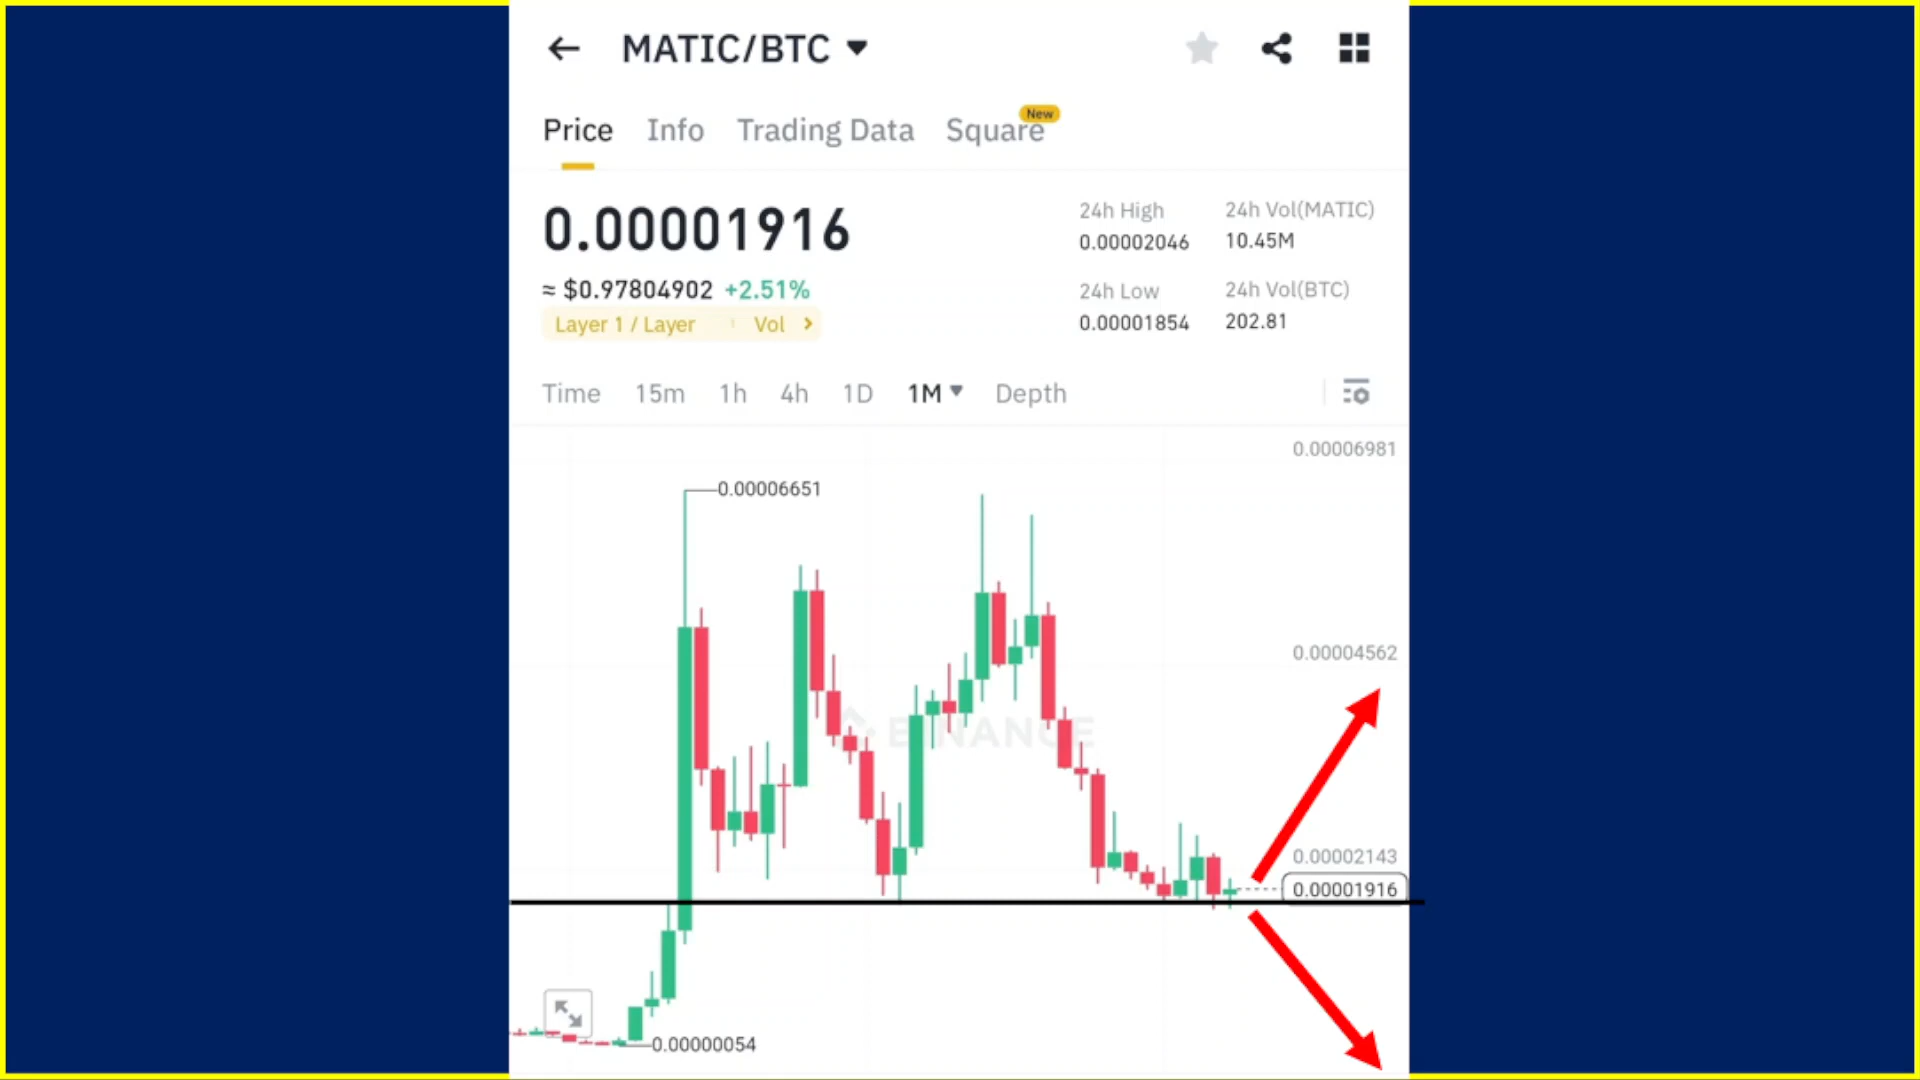 MATIC/BTC
Price Info Trading Data Square New
0.00001916
≈ $0.97804902 +2.51%
Layer 1 / Layer Vol
24h High
0.00002046
24h Vol(MATIC)
10.45M
24h Low
0.00001854
24h Vol(BTC)
202.81
Time 15m 1h 4h 1D 1M Depth
0.00006981
0.00006651
0.00004562
BINANCE
0.00002143
0.00001916
0.00000054